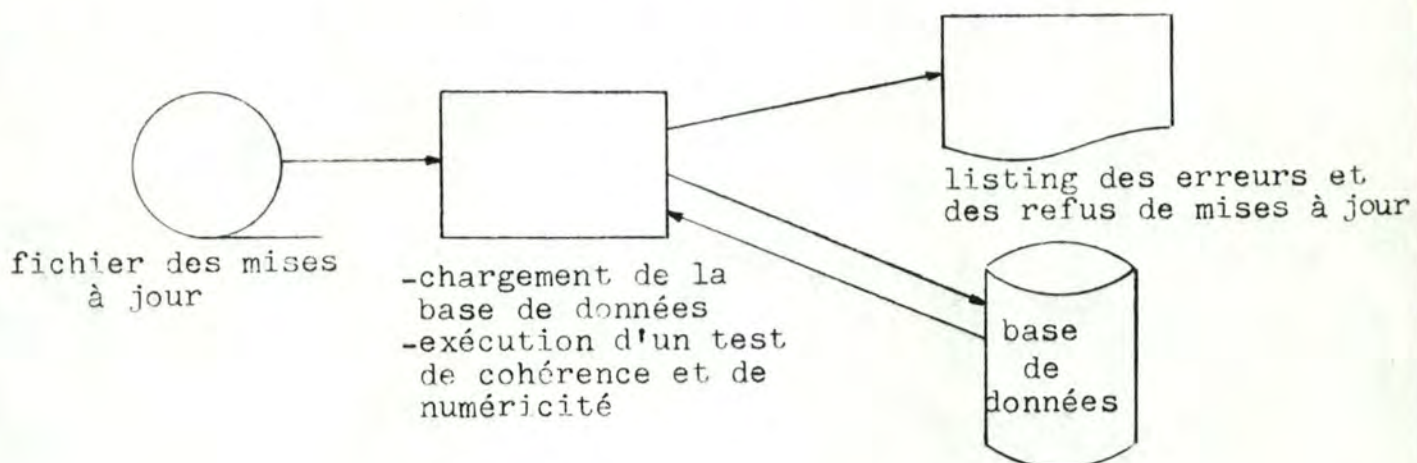 fichier des mises
à jour
-chargement de la
base de données
-exécution d'un test
de cohérence et de
numéricité
listing des erreurs et
des refus de mises à jour
base
de
données